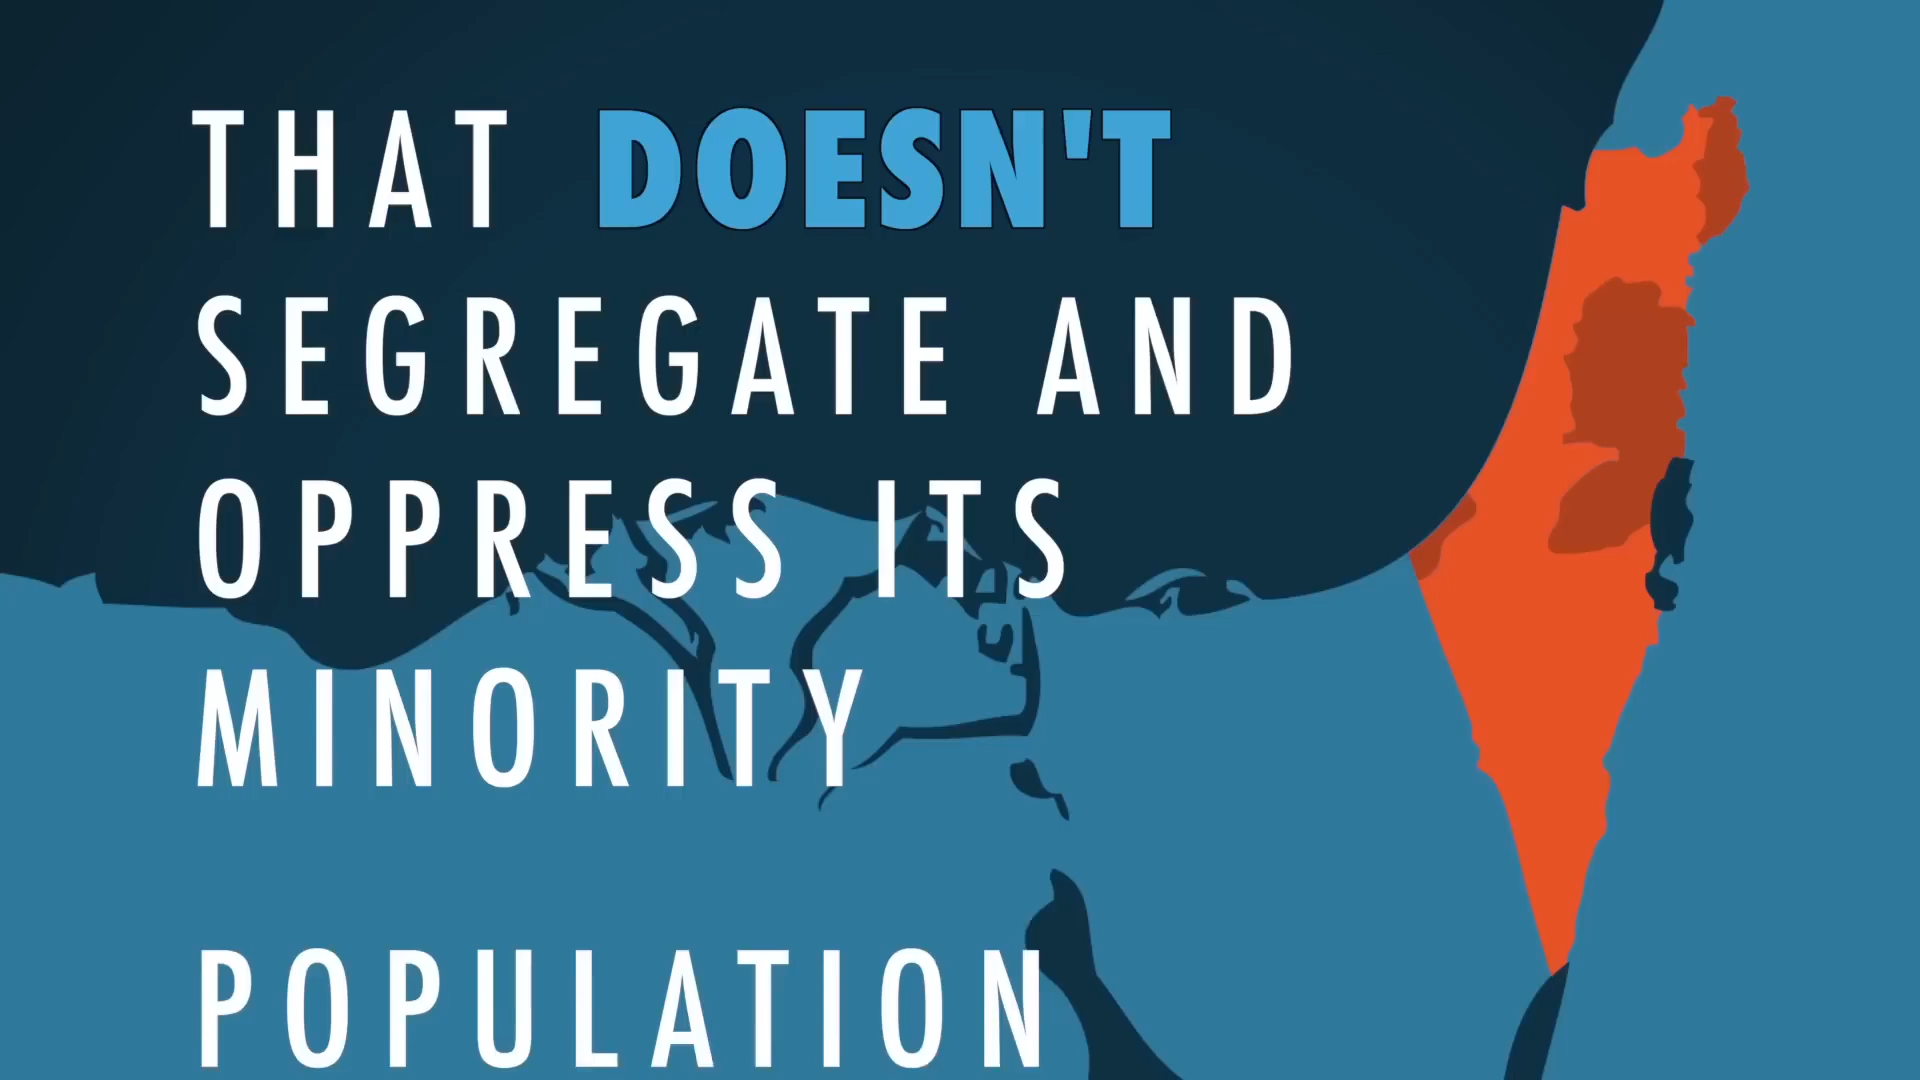 THAT DOESN'T
SEGREGATE AND
OPPRESS ITS
MINORITY
POPULATION